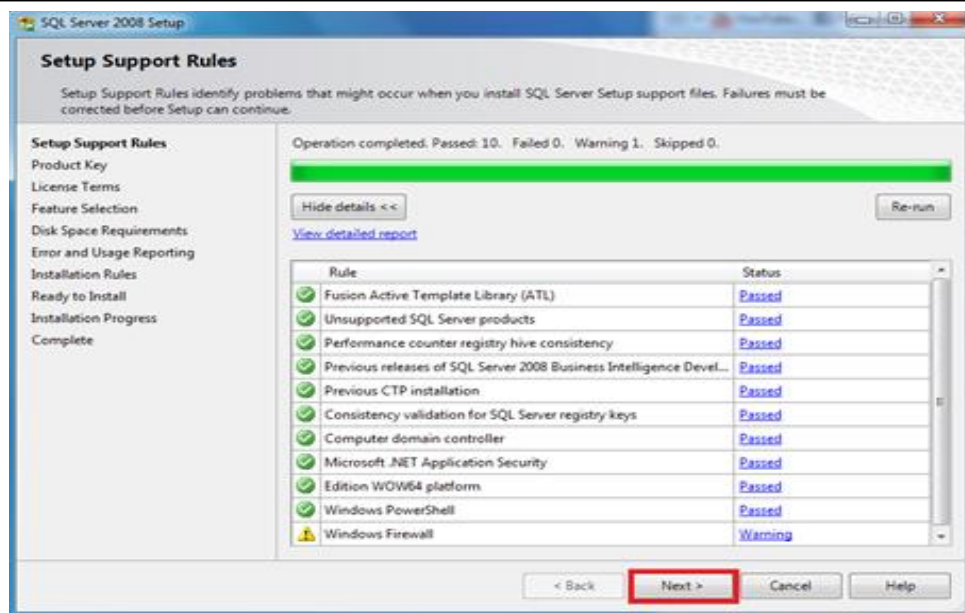 SQL Server 2008 Setup
Setup Support Rules
Setup Support Rules identify problems that might occur when you install SQL Server Setup support files. Failures must be
corrected before Setup can continue.
Setup Support Rules
Product Key
License Terms
Feature Selection
Disk Space Requirements
Error and Usage Reporting
Installation Rules
Ready to Install
Installation Progress
Complete
Operation completed. Passed: 10. Failed 0. Warning 1. Skipped 0.
Hide details <<
Re-run
View detailed report
Rule Status
Fusion Active Template Library (ATL) Passed
Unsupported SQL Server products Passed
Performance counter registry hive consistency Passed
Previous releases of SQL Server 2008 Business Intelligence Devel... Passed
Previous CTP installation Passed
Consistency validation for SQL Server registry keys Passed
Computer domain controller Passed
Microsoft .NET Application Security Passed
Edition WOW64 platform Passed
Windows PowerShell Passed
Windows Firewall Warning
< Back Next > Cancel Help